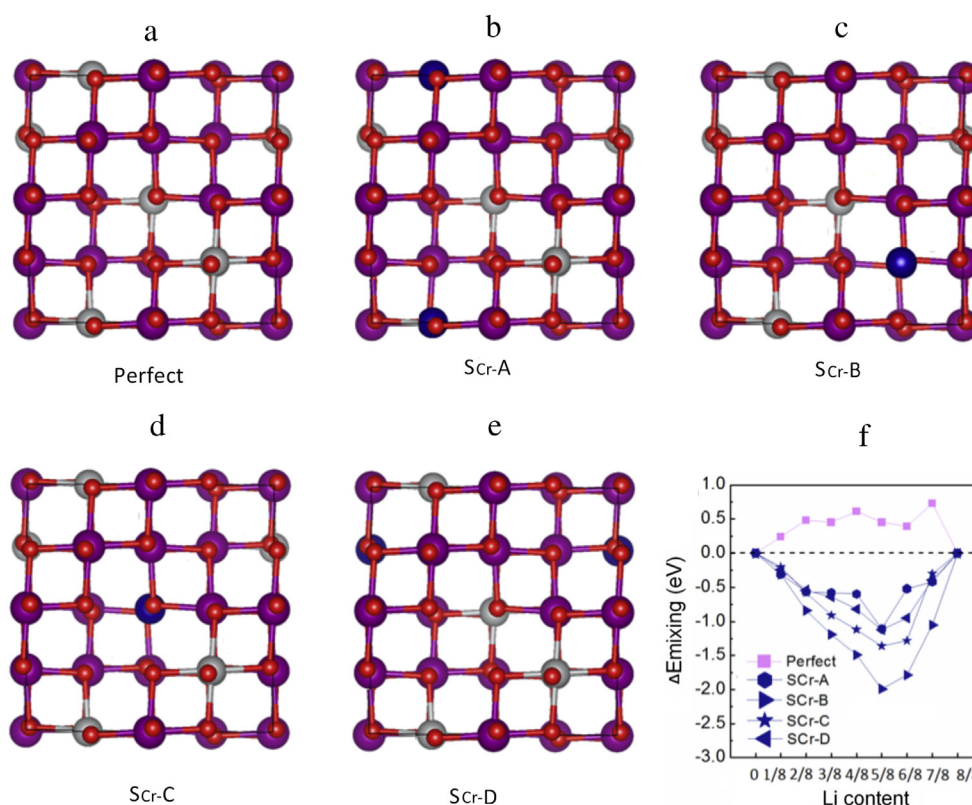 a
b
c
Perfect
SCr-A
SCr-B
d
e
f
SCr-C
SCr-D
1.0
0.5
0.0
-0.5
-1.0
-1.5
-2.0
-2.5
-3.0
ΔEmixing (eV)
Perfect
SCr-A
SCr-B
SCr-C
SCr-D
0 1/8 2/8 3/8 4/8 5/8 6/8 7/8 8/
Li content